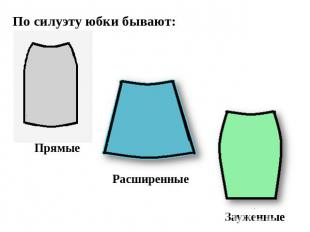 По силуэту юбки бывают:
Прямые
Расширенные
Зауженные